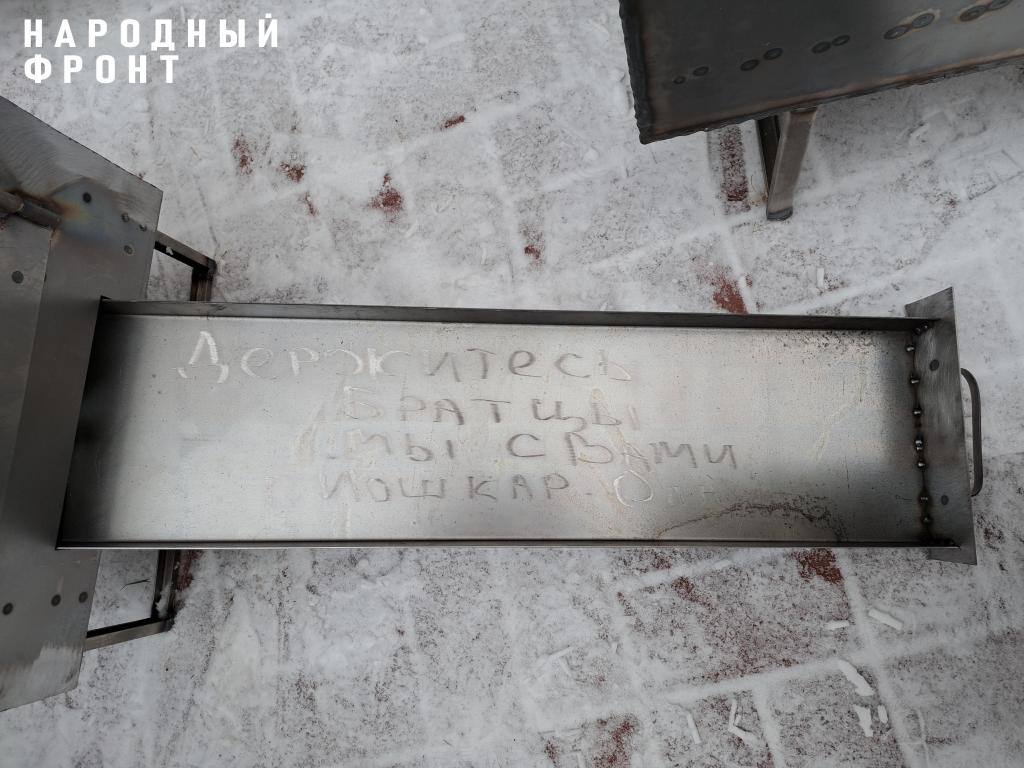 НАРОДНЫЙ
ФРОНТ
Держитесь
БРАТЦЫ
МЫ С ВАМИ
ЙОШКАР-Ола